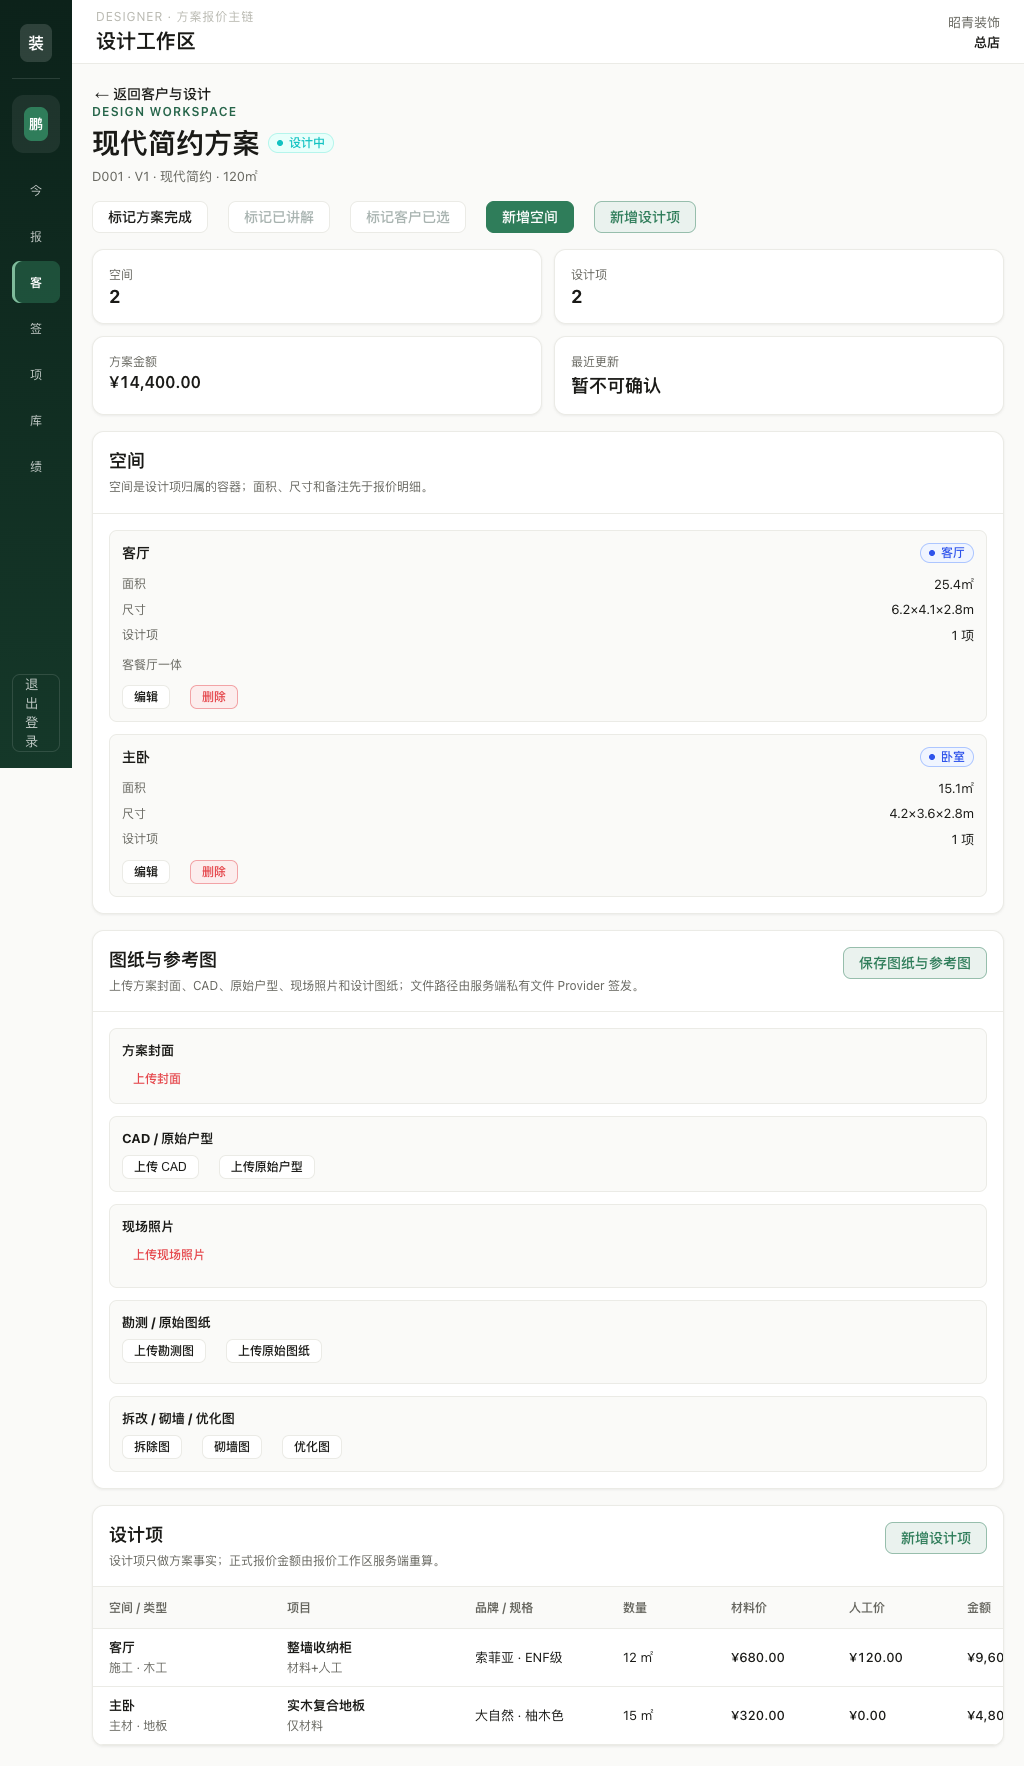 装
鹏
今
报
客
签
项
库
绩
退
出
登
录
DESIGNER · 方案报价主链
设计工作区
昭青装饰
总店
← 返回客户与设计
DESIGN WORKSPACE
现代简约方案 设计中
D001 · V1 · 现代简约 · 120㎡
标记方案完成 标记已讲解 标记客户已选 新增空间 新增设计项
空间
2
设计项
2
方案金额
¥14,400.00
最近更新
暂不可确认
空间
空间是设计项归属的容器；面积、尺寸和备注先于报价明细。
客厅 客厅
面积 25.4㎡
尺寸 6.2×4.1×2.8m
设计项 1 项
客餐厅一体
编辑 删除
主卧 卧室
面积 15.1㎡
尺寸 4.2×3.6×2.8m
设计项 1 项
编辑 删除
图纸与参考图 保存图纸与参考图
上传方案封面、CAD、原始户型、现场照片和设计图纸；文件路径由服务端私有文件 Provider 签发。
方案封面
上传封面
CAD / 原始户型
上传 CAD 上传原始户型
现场照片
上传现场照片
勘测 / 原始图纸
上传勘测图 上传原始图纸
拆改 / 砌墙 / 优化图
拆除图 砌墙图 优化图
设计项 新增设计项
设计项只做方案事实；正式报价金额由报价工作区服务端重算。
空间 / 类型 项目 品牌 / 规格 数量 材料价 人工价 金额
客厅 整墙收纳柜 索菲亚 · ENF级 12 ㎡ ¥680.00 ¥120.00 ¥9,60
施工 · 木工 材料+人工
主卧 实木复合地板 大自然 · 柚木色 15 ㎡ ¥320.00 ¥0.00 ¥4,80
主材 · 地板 仅材料